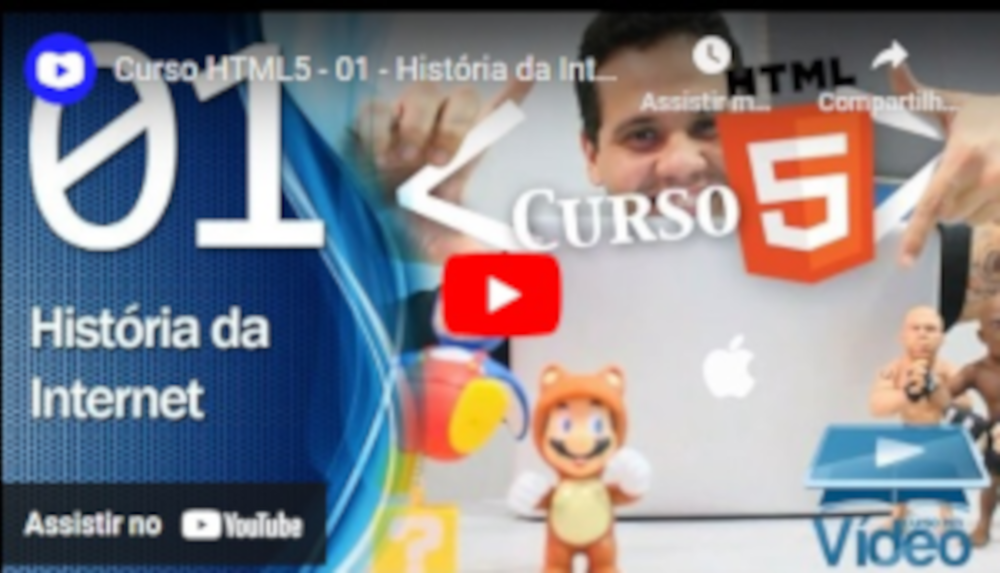 01
Curso HTML5 - 01 - História da Int...
Assistir m...
Compartilh...
HTML
5
CURSO
História da
Internet
Assistir no YouTube
?
Vídeo